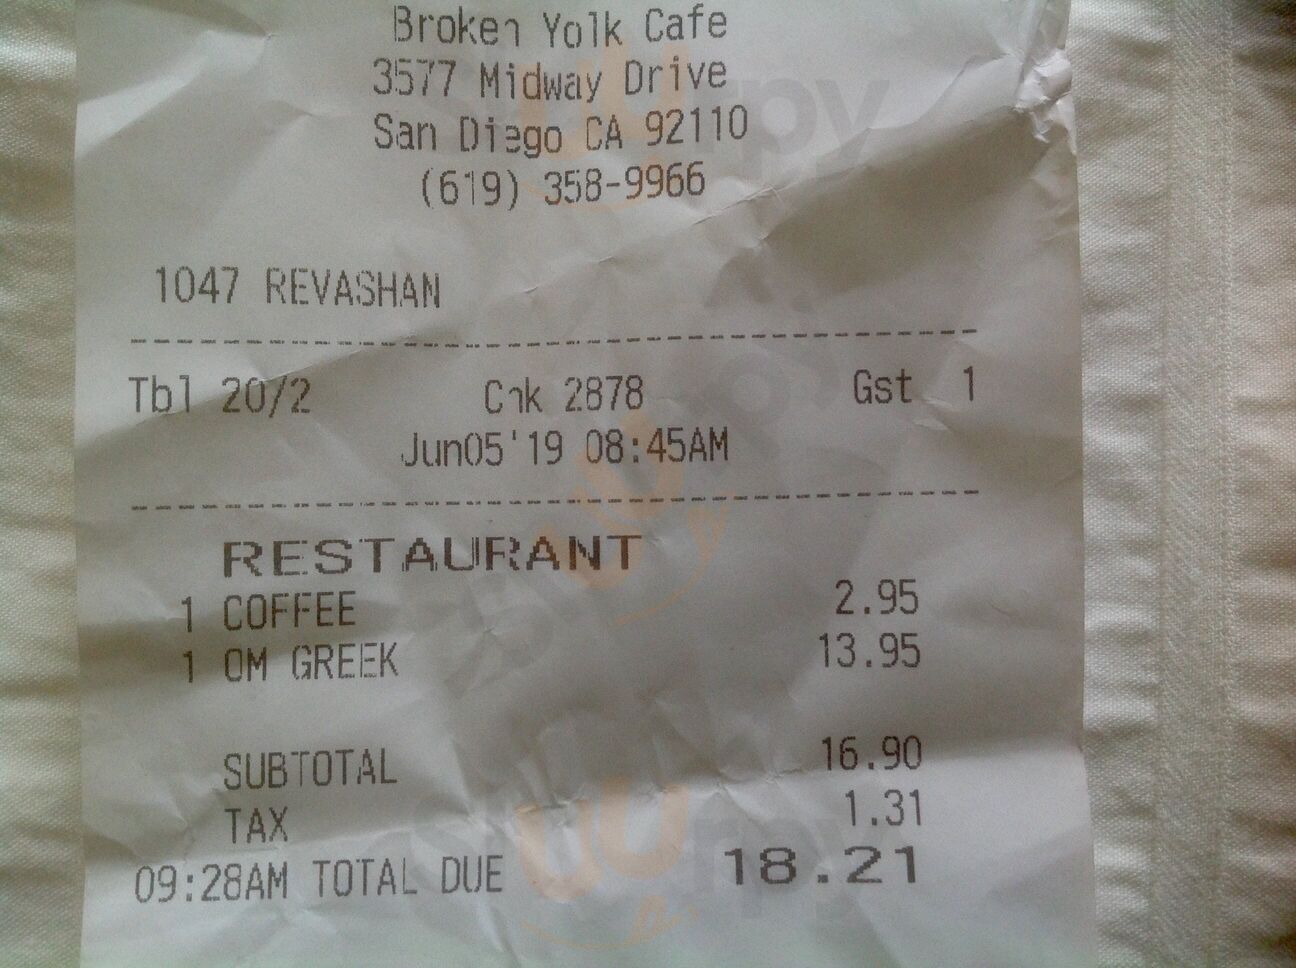 Broken Yolk Cafe
3577 Midway Drive
San Diego CA 92110
(619) 358-9966
1047 REVASHAN
Tbl 20/2 Chk 2878 Gst 1
Jun05'19 08:45AM
RESTAURANT
1 COFFEE 2.95
1 OM GREEK 13.95
SUBTOTAL 16.90
TAX 1.31
09:28AM TOTAL DUE 18.21